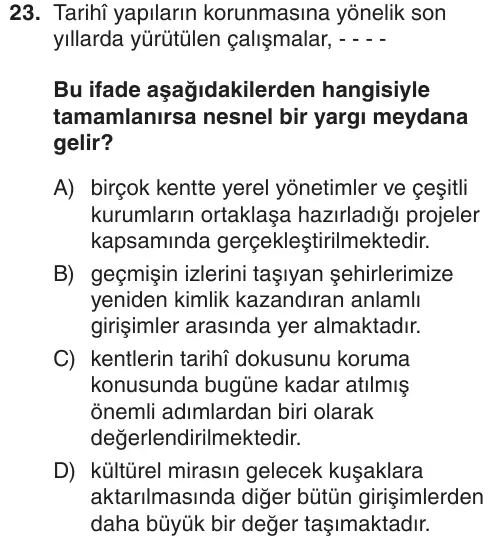 23. Tarihî yapıların korunmasına yönelik son
yıllarda yürütülen çalışmalar, - - - -
Bu ifade aşağıdakilerden hangisiyle
tamamlanırsa nesnel bir yargı meydana
gelir?
A) birçok kentte yerel yönetimler ve çeşitli
kurumların ortaklaşa hazırladığı projeler
kapsamında gerçekleştirilmektedir.
B) geçmişin izlerini taşıyan şehirlerimize
yeniden kimlik kazandıran anlamlı
girişimler arasında yer almaktadır.
C) kentlerin tarihî dokusunu koruma
konusunda bugüne kadar atılmış
önemli adımlardan biri olarak
değerlendirilmektedir.
D) kültürel mirasın gelecek kuşaklara
aktarılmasında diğer bütün girişimlerden
daha büyük bir değer taşımaktadır.